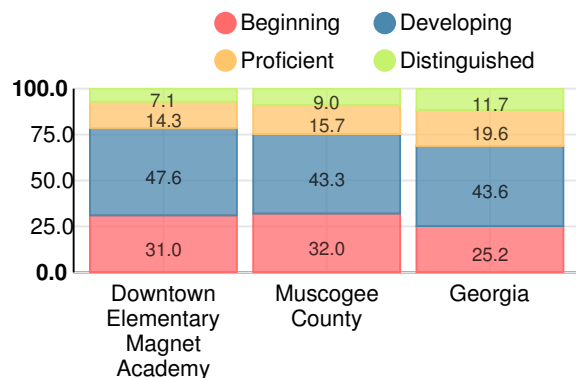 Beginning
Developing
Proficient
Distinguished
100.0
75.0
50.0
25.0
0.0
7.1
14.3
47.6
31.0
9.0
15.7
43.3
32.0
11.7
19.6
43.6
25.2
Downtown
Elementary
Magnet
Academy
Muscogee
County
Georgia